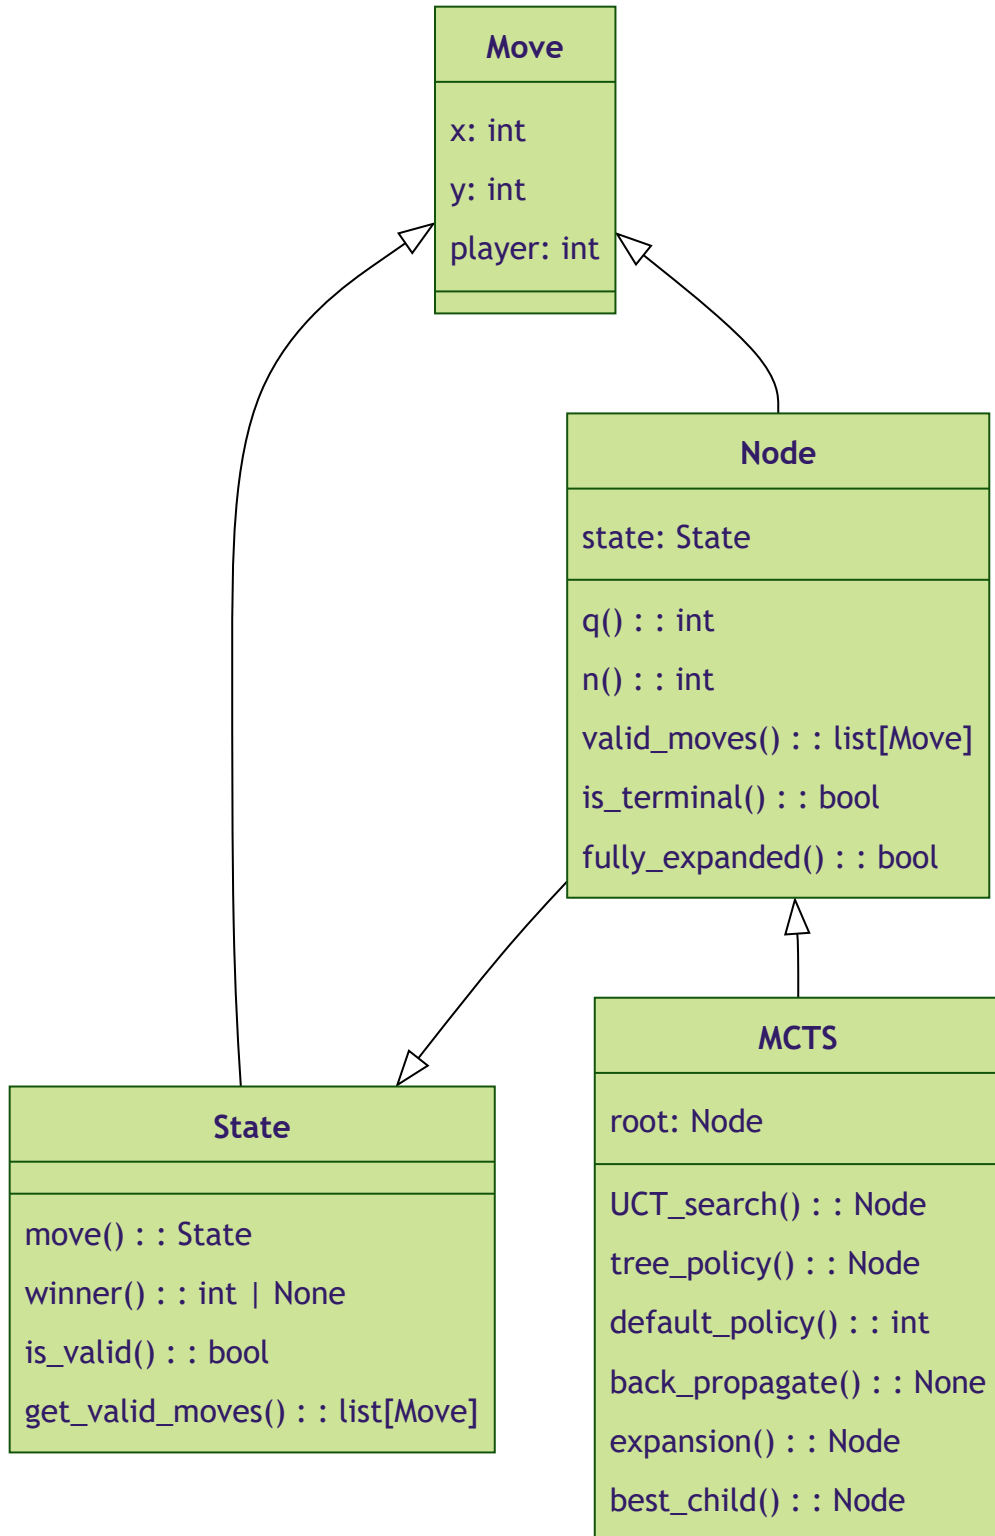 Move
x: int
y: int
player: int
Node
state: State
q() : : int
n() : : int
valid_moves() : : list[Move]
is_terminal() : : bool
fully_expanded() : : bool
State
move() : : State
winner() : : int | None
is_valid() : : bool
get_valid_moves() : : list[Move]
MCTS
root: Node
UCT_search() : : Node
tree_policy() : : Node
default_policy() : : int
back_propagate() : : None
expansion() : : Node
best_child() : : Node